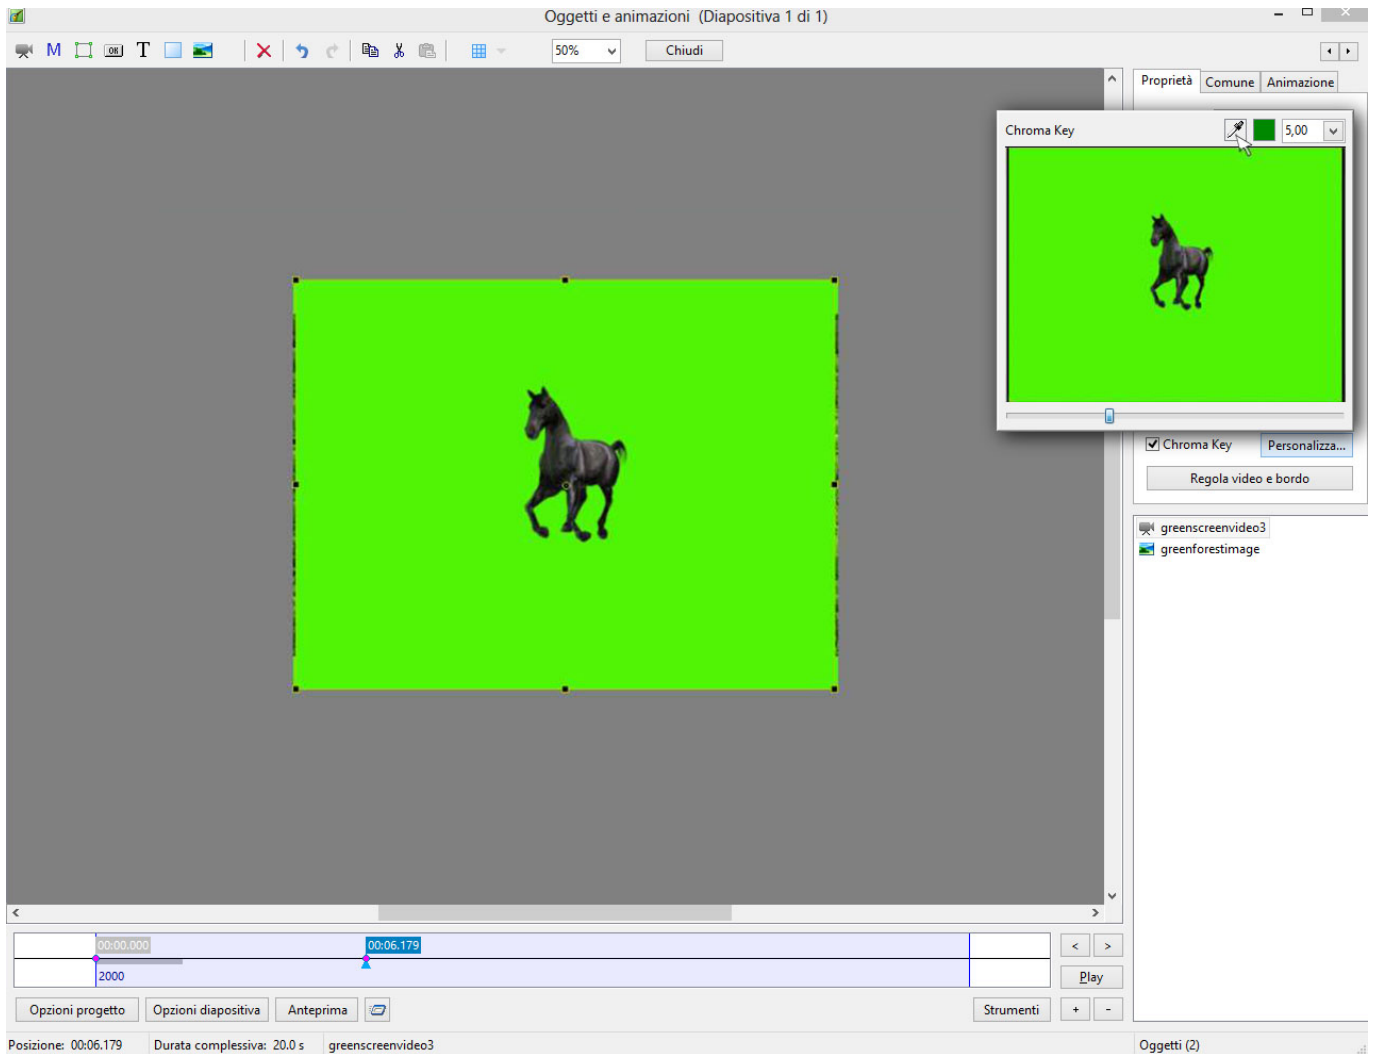 Oggetti e animazioni (Diapositiva 1 di 1)
M OK T 50% Chiudi
Proprietà Comune Animazione
Chroma Key 5,00
Chroma Key Personalizza...
Regola video e bordo
greenscreenvideo3
greenforestimage
00:00.000 00:06.179
2000
< >
Play
Opzioni progetto Opzioni diapositiva Anteprima Strumenti + -
Posizione: 00:06.179 Durata complessiva: 20.0 s greenscreenvideo3 Oggetti (2)